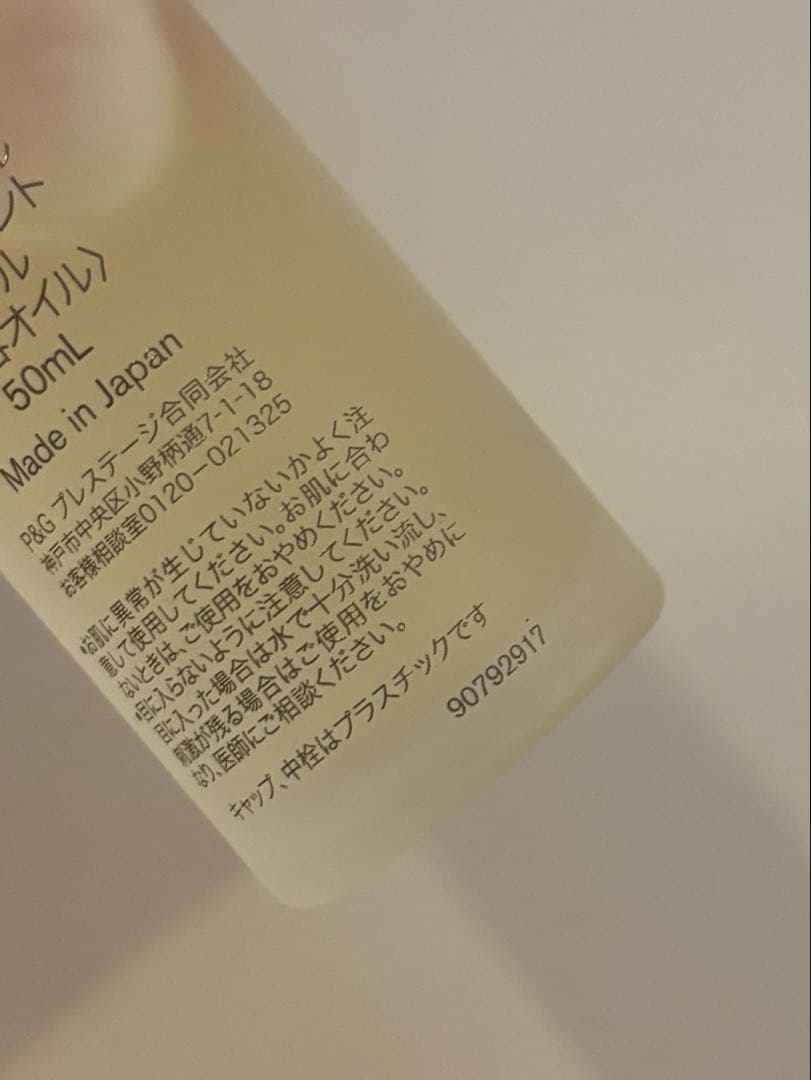 ル
ント
ル
オイル〉
50mL
Made in Japan
P&G プレステージ合同会社
神戸市中央区小野柄通7-1-18
お客様相談室0120-021325
•お肌に異常が生じていないかよく注
意して使用してください。お肌に合わ
ないときは、ご使用をおやめください。
•目に入らないように注意してください。
目に入った場合は水で十分洗い流し、
刺激が残る場合はご使用をおやめに
なり、医師にご相談ください。
キャップ、中栓はプラスチックです
90792917